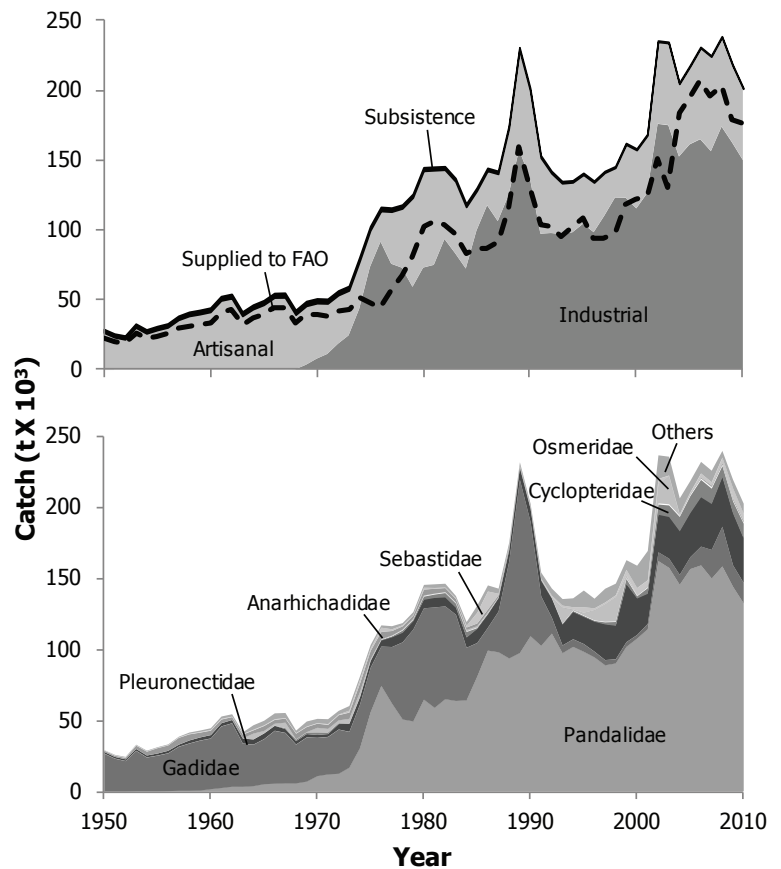 250
200
150
100
50
0
Subsistence
Supplied to FAO
Artisanal
Industrial
Catch (t X 10³)
250
200
150
100
50
0
Others
Osmeridae
Cyclopteridae
Sebastidae
Anarhichadidae
Pleuronectidae
Gadidae
Pandalidae
1950 1960 1970 1980 1990 2000 2010
Year